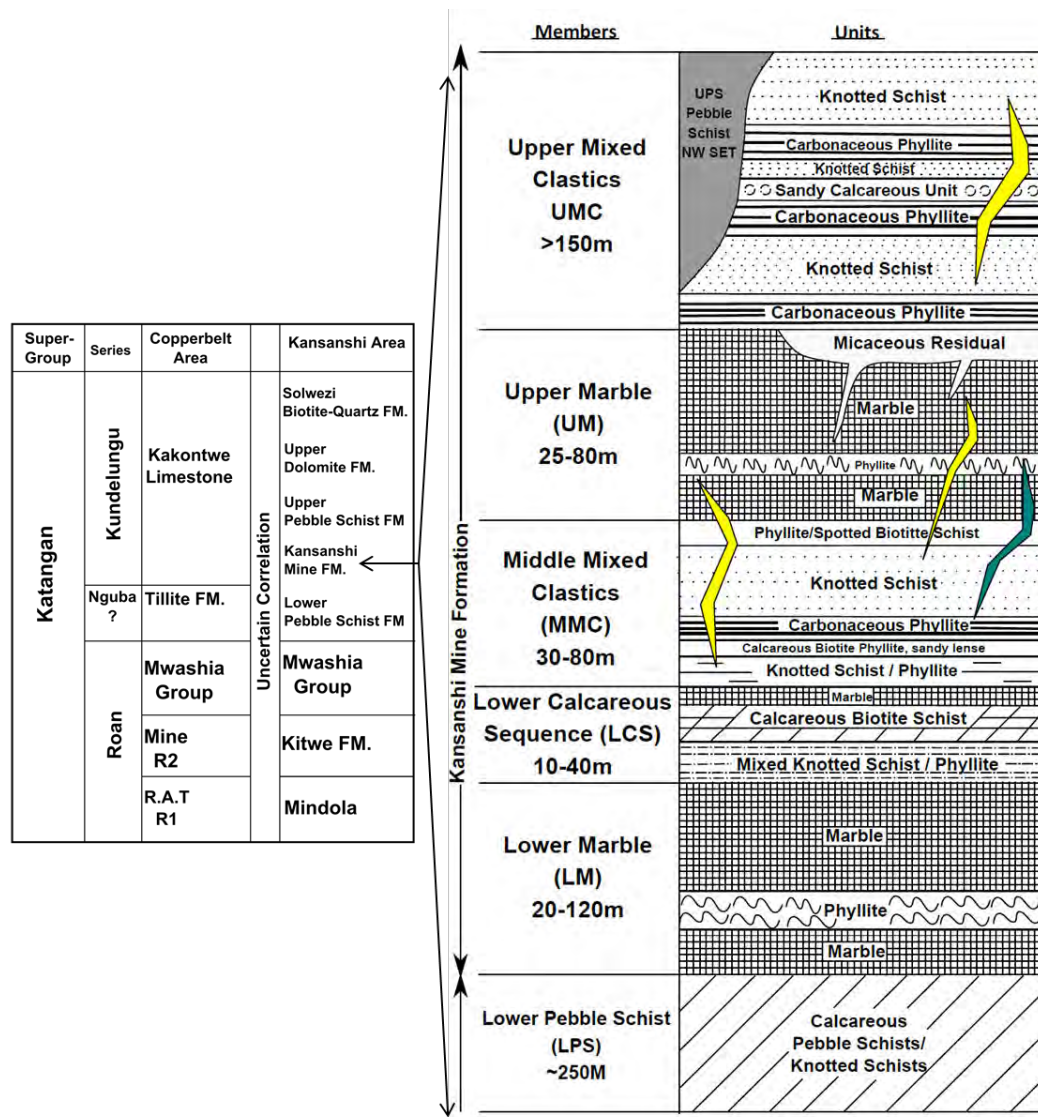 Super-
Group
Series
Copperbelt
Area
Kansanshi Area
Katangan
Kundelungu
Nguba
?
Roan
Kakontwe
Limestone
Tillite FM.
Mwashia
Group
Mine
R2
R.A.T
R1
Uncertain Correlation
Solwezi
Biotite-Quartz FM.
Upper
Dolomite FM.
Upper
Pebble Schist FM
Kansanshi
Mine FM.
Lower
Pebble Schist FM
Mwashia
Group
Kitwe FM.
Mindola
Kansanshi Mine Formation
Members
Units
Upper Mixed
Clastics
UMC
>150m
UPS
Pebble
Schist
NW SET
Knotted Schist
Carbonaceous Phyllite
Knotted Schist
Sandy Calcareous Unit
Carbonaceous Phyllite
Knotted Schist
Carbonaceous Phyllite
Upper Marble
(UM)
25-80m
Micaceous Residual
Marble
Phyllite
Marble
Middle Mixed
Clastics
(MMC)
30-80m
Phyllite/Spotted Biotitte Schist
Knotted Schist
Carbonaceous Phyllite
Calcareous Biotite Phyllite, sandy lense
Knotted Schist / Phyllite
Lower Calcareous
Sequence (LCS)
10-40m
Marble
Calcareous Biotite Schist
Mixed Knotted Schist / Phyllite
Lower Marble
(LM)
20-120m
Marble
Phyllite
Marble
Lower Pebble Schist
(LPS)
~250M
Calcareous
Pebble Schists/
Knotted Schists